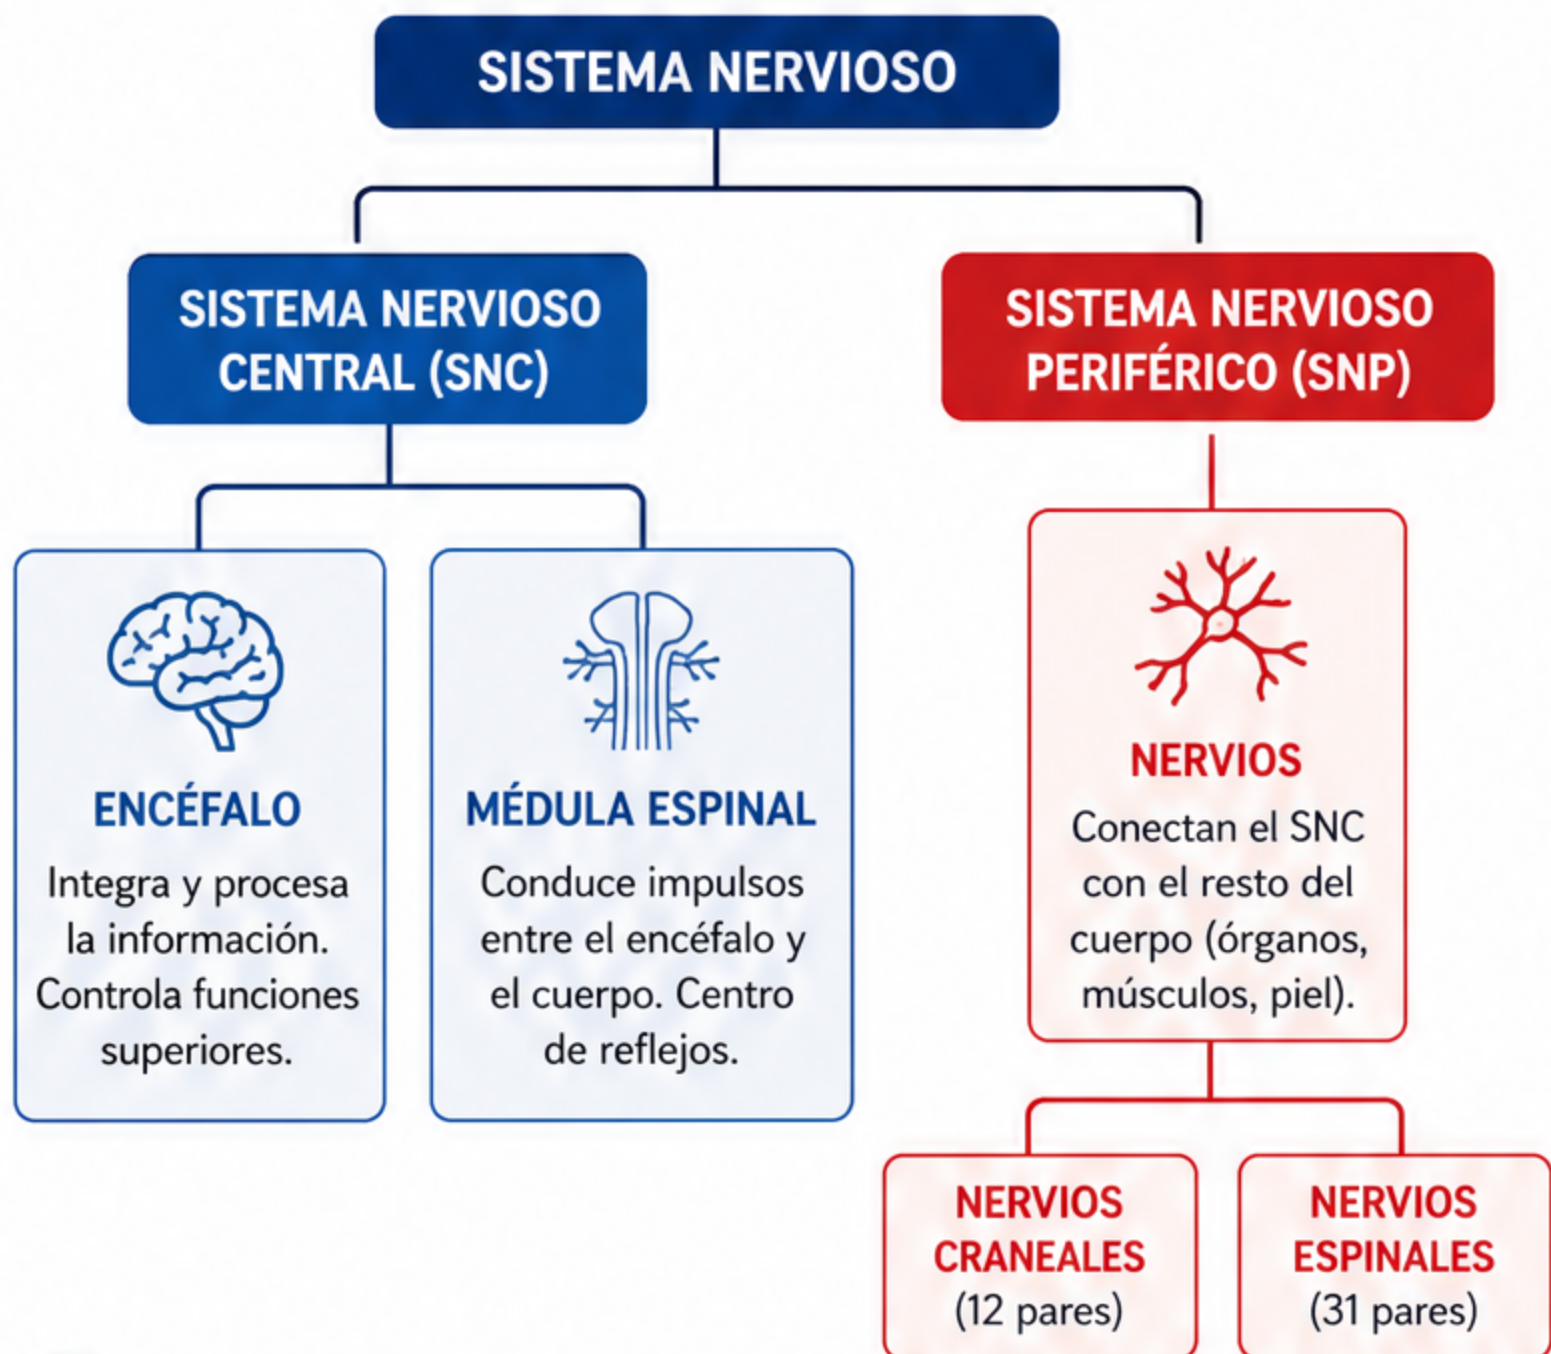 SISTEMA NERVIOSO
SISTEMA NERVIOSO
CENTRAL (SNC)
SISTEMA NERVIOSO
PERIFÉRICO (SNP)
ENCÉFALO
Integra y procesa
la información.
Controla funciones
superiores.
MÉDULA ESPINAL
Conduce impulsos
entre el encéfalo y
el cuerpo. Centro
de reflejos.
NERVIOS
Conectan el SNC
con el resto del
cuerpo (órganos,
músculos, piel).
NERVIOS
CRANEALES
(12 pares)
NERVIOS
ESPINALES
(31 pares)